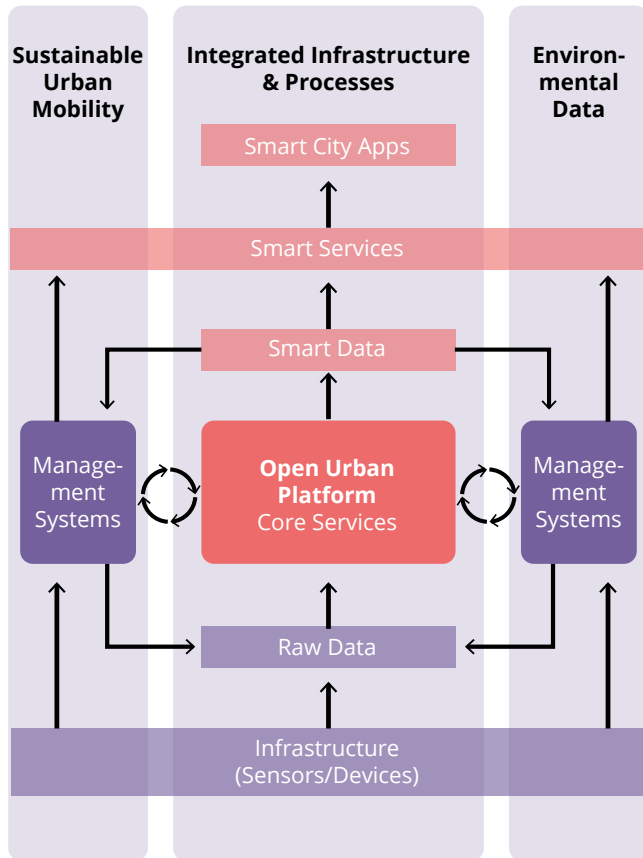 Sustainable
Urban
Mobility
Integrated Infrastructure
& Processes
Environ-
mental
Data
Smart City Apps
Smart Services
Smart Data
Manage-
ment
Systems
Open Urban
Platform
Core Services
Manage-
ment
Systems
Raw Data
Infrastructure
(Sensors/Devices)